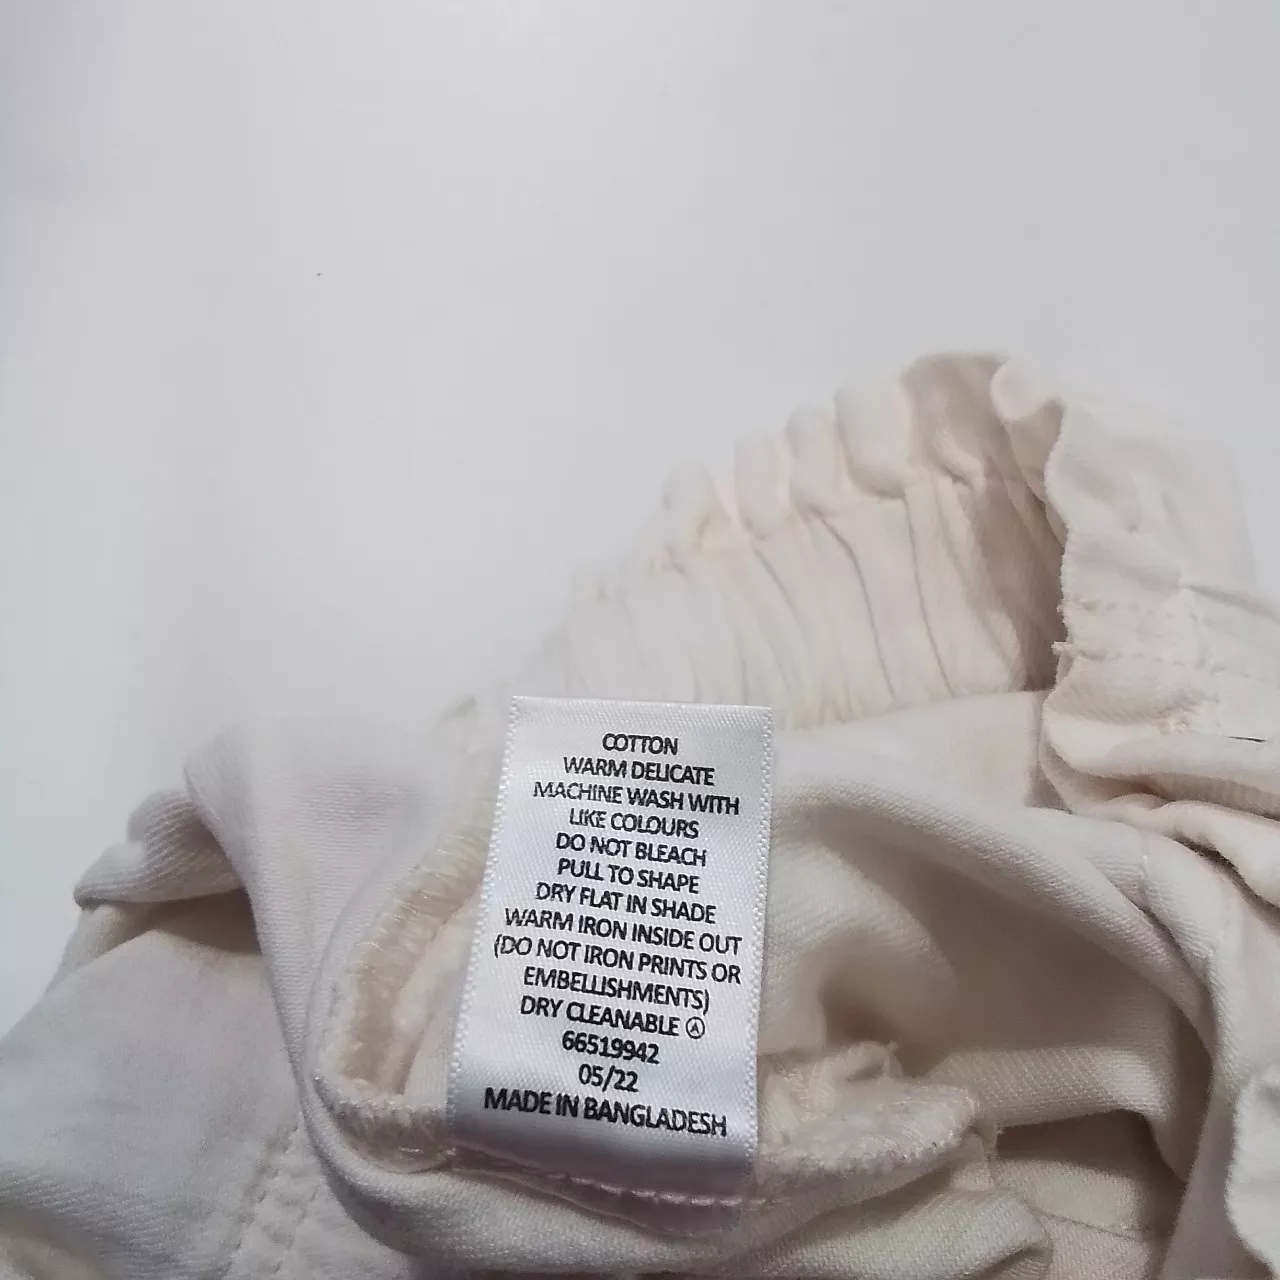 COTTON
WARM DELICATE
MACHINE WASH WITH
LIKE COLOURS
DO NOT BLEACH
PULL TO SHAPE
DRY FLAT IN SHADE
WARM IRON INSIDE OUT
(DO NOT IRON PRINTS OR
EMBELLISHMENTS)
DRY CLEANABLE Ⓐ
66519942
05/22
MADE IN BANGLADESH